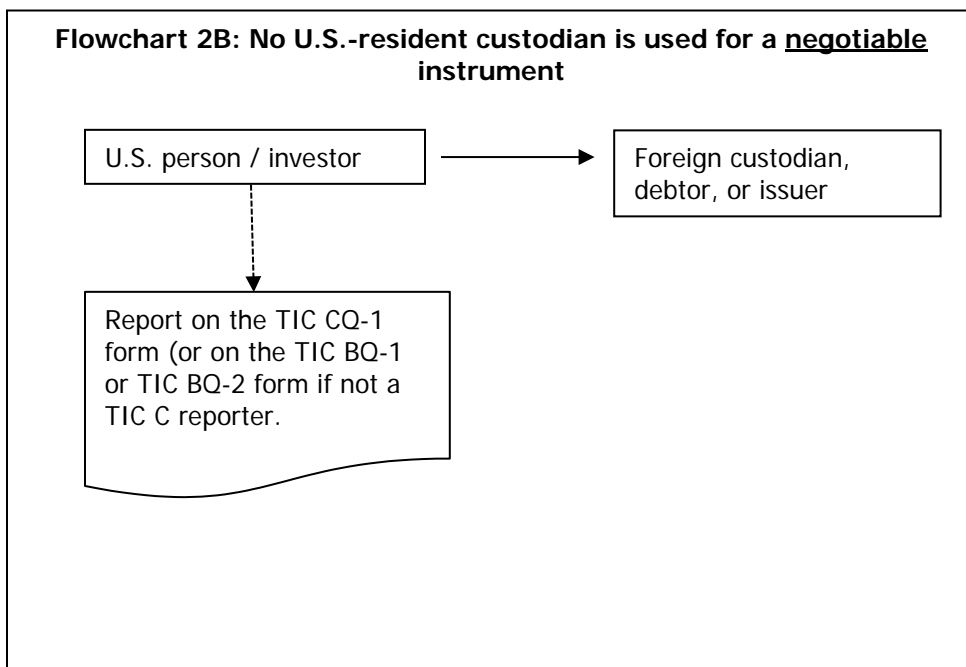 Flowchart 2B: No U.S.-resident custodian is used for a negotiable
instrument
U.S. person / investor
Foreign custodian,
debtor, or issuer
Report on the TIC CQ-1
form (or on the TIC BQ-1
or TIC BQ-2 form if not a
TIC C reporter.